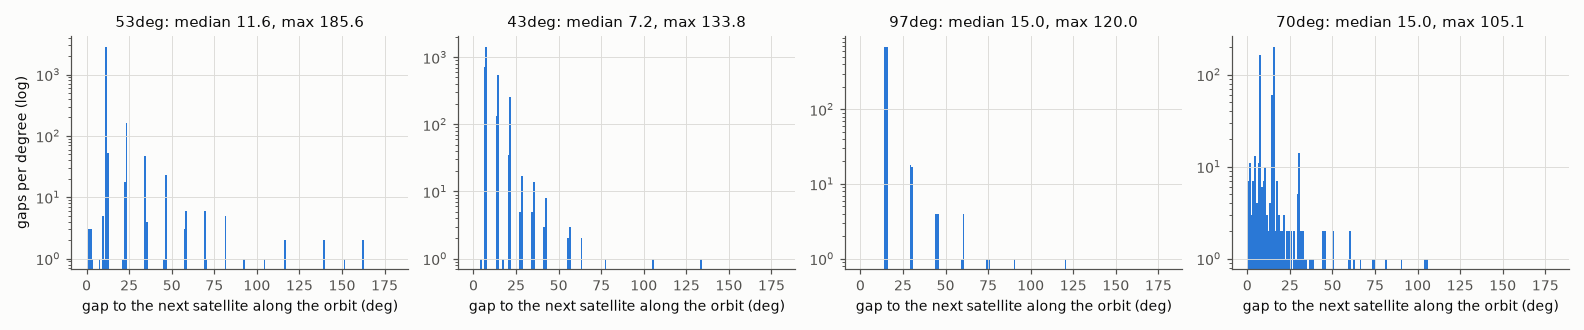 53deg: median 11.6, max 185.6
gaps per degree (log)
10³
10²
10¹
10⁰
0 25 50 75 100 125 150 175
gap to the next satellite along the orbit (deg)
43deg: median 7.2, max 133.8
10³
10²
10¹
10⁰
0 25 50 75 100 125 150 175
gap to the next satellite along the orbit (deg)
97deg: median 15.0, max 120.0
10²
10¹
10⁰
0 25 50 75 100 125 150 175
gap to the next satellite along the orbit (deg)
70deg: median 15.0, max 105.1
10²
10¹
10⁰
0 25 50 75 100 125 150 175
gap to the next satellite along the orbit (deg)